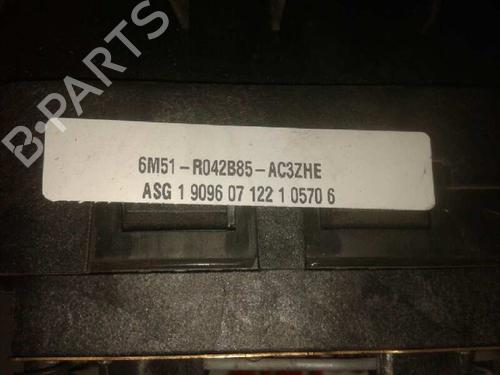 B-PARTS
6M51-R042B85-AC3ZHE
ASG 1 9096 07 122 1 0570 6